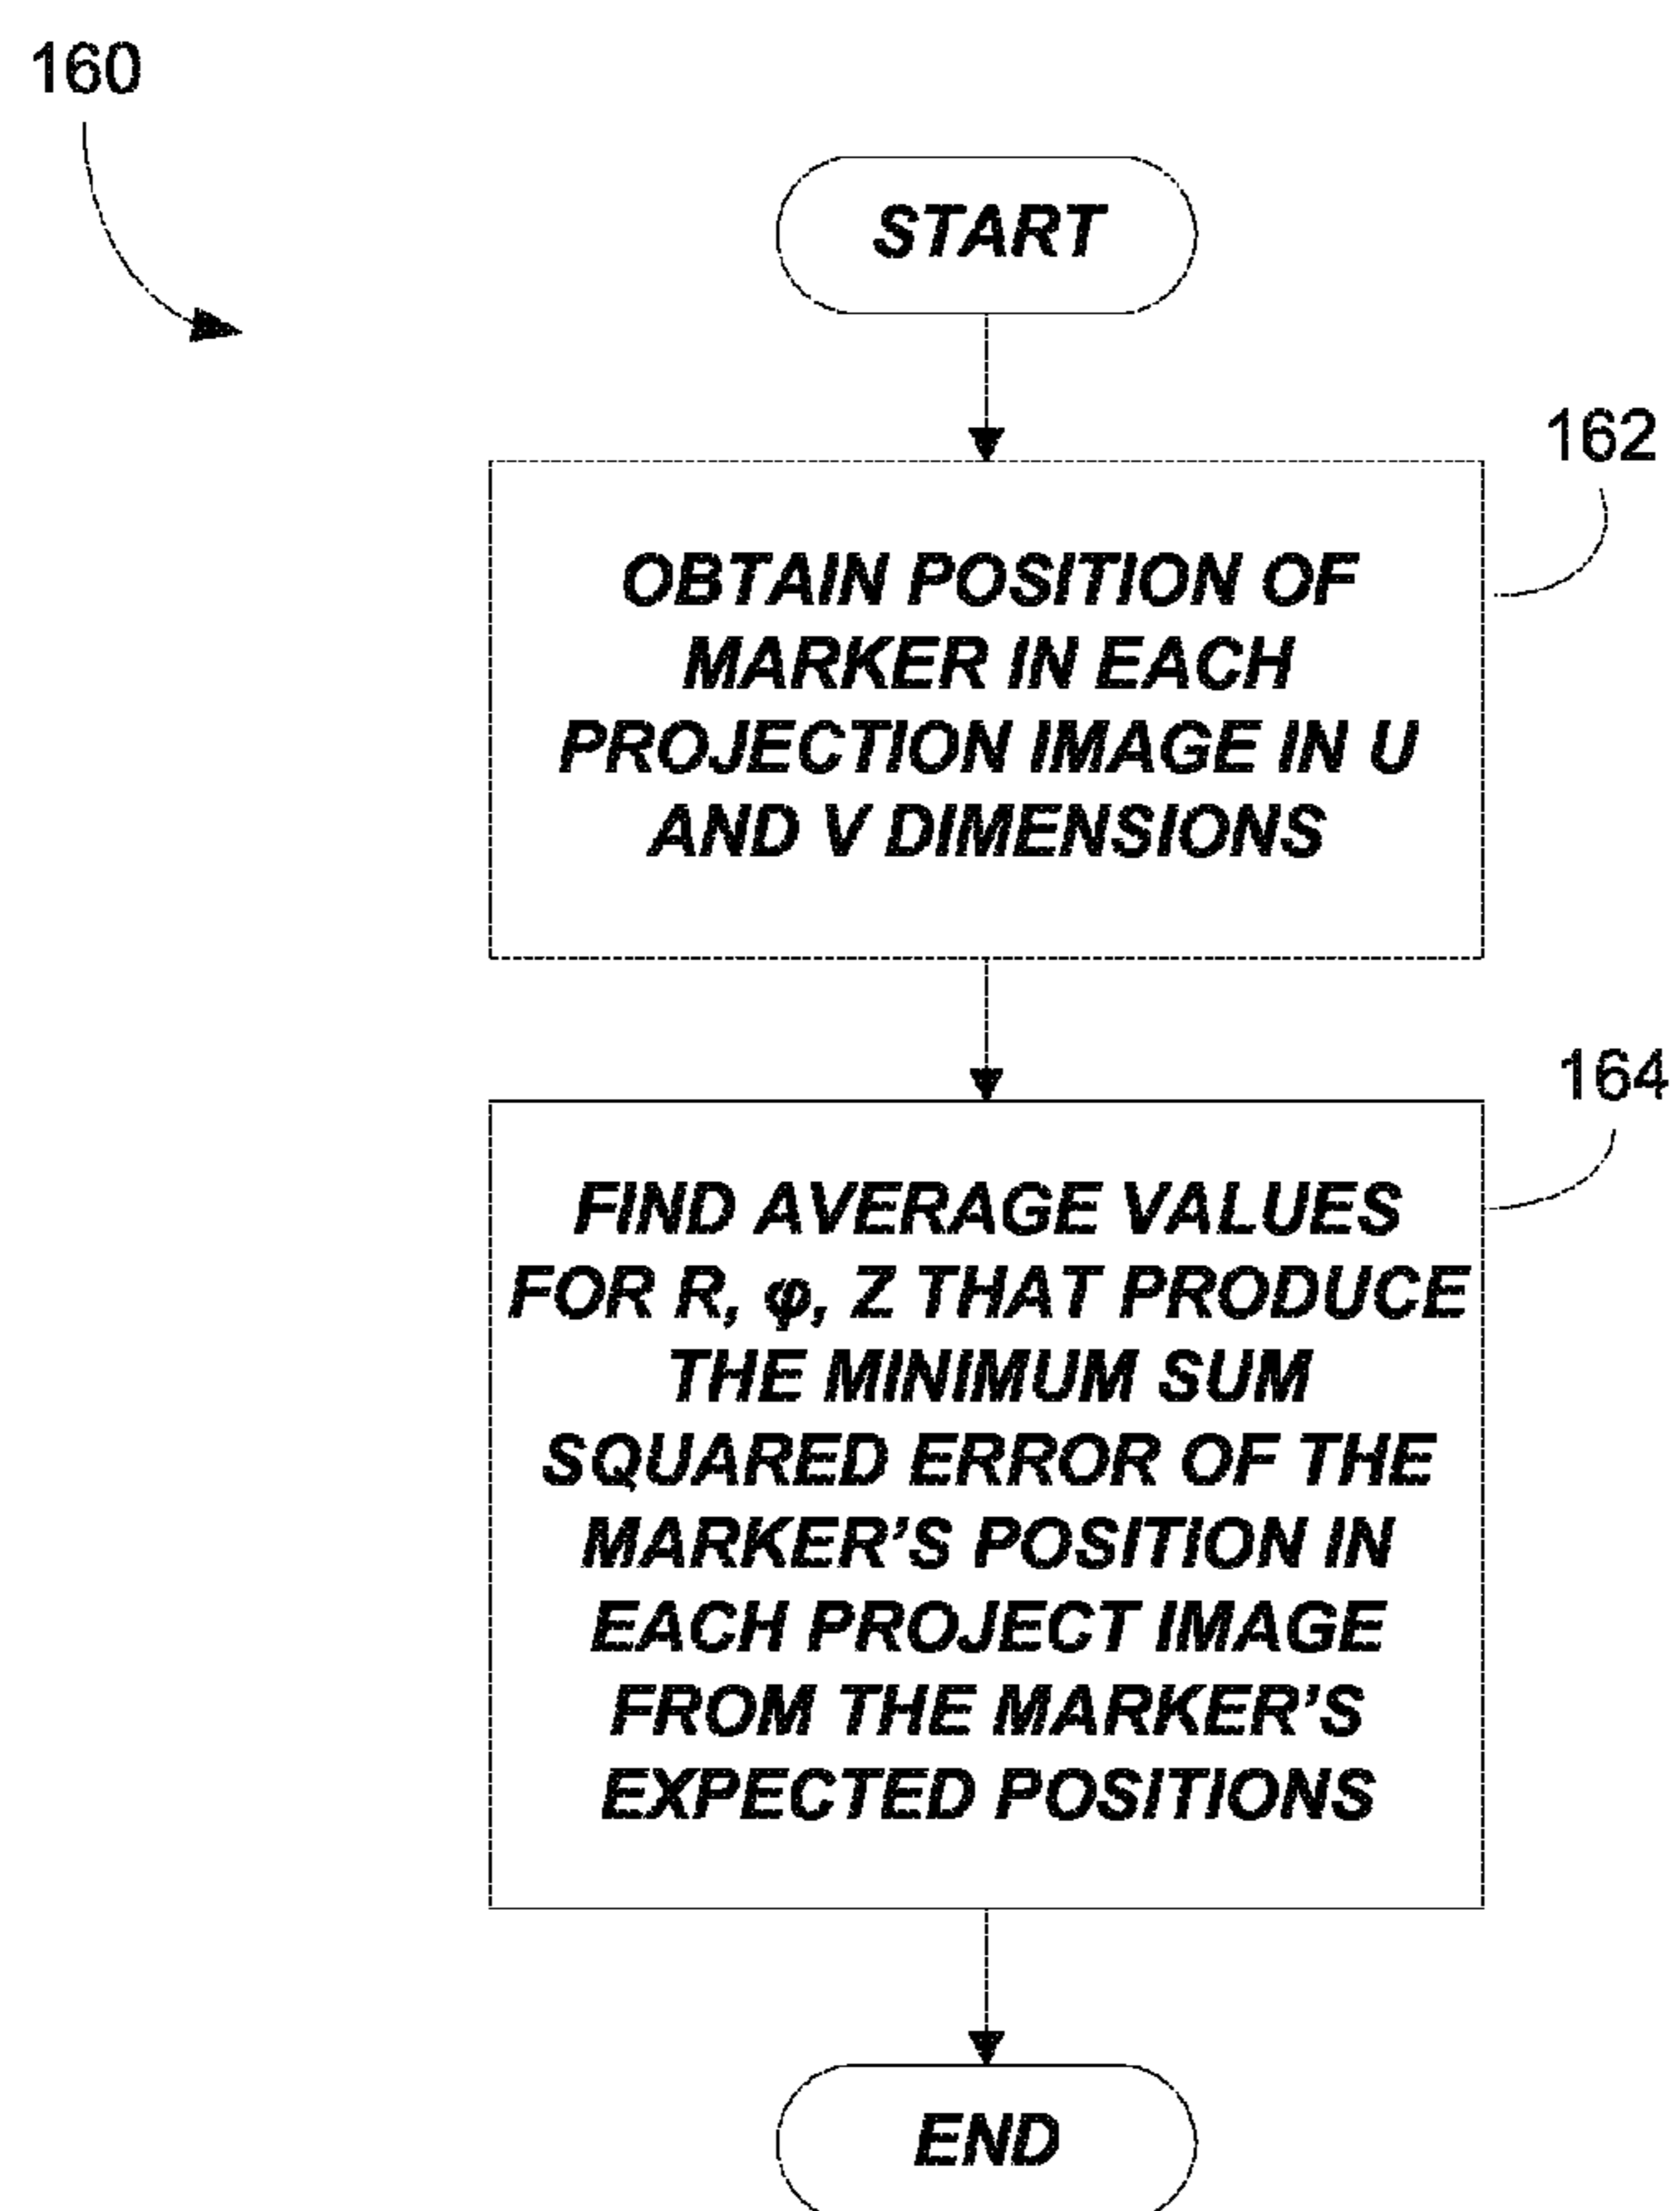 160
START
162
OBTAIN POSITION OF
MARKER IN EACH
PROJECTION IMAGE IN U
AND V DIMENSIONS
164
FIND AVERAGE VALUES
FOR R, φ, Z THAT PRODUCE
THE MINIMUM SUM
SQUARED ERROR OF THE
MARKER'S POSITION IN
EACH PROJECT IMAGE
FROM THE MARKER'S
EXPECTED POSITIONS
END